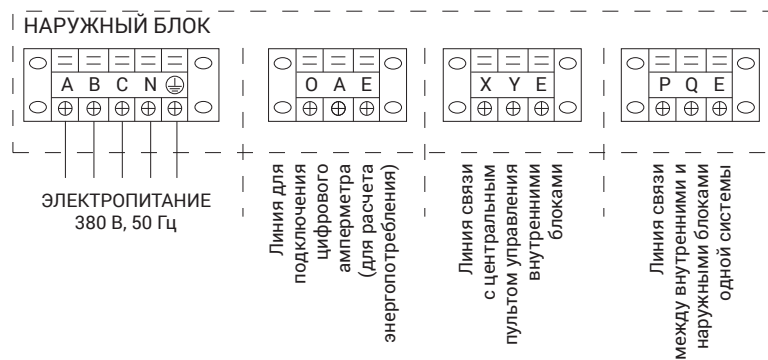 НАРУЖНЫЙ БЛОК
A B C N
O A E
X Y E
P Q E
ЭЛЕКТРОПИТАНИЕ
380 В, 50 Гц
Линия для
подключения
цифрового
амперметра
(для расчета
энергопотребления)
Линия связи
с центральным
пультом управления
внутренними
блоками
Линия связи
между внутренними и
наружными блоками
одной системы